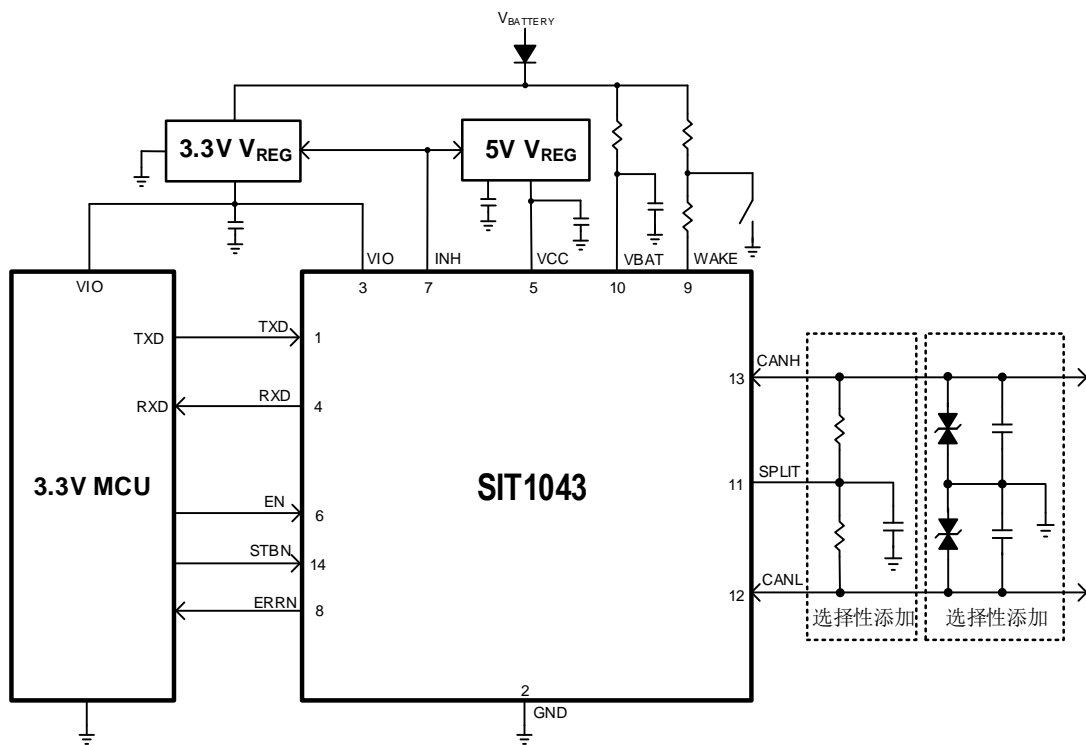 VBATTERY
3.3V VREG
5V VREG
VIO
INH
VCC
VBAT
WAKE
3
7
5
10
9
VIO
TXD
TXD
1
RXD
RXD
4
3.3V MCU
SIT1043
EN
6
STBN
14
ERRN
8
13
CANH
11
SPLIT
12
CANL
选择性添加
选择性添加
2
GND